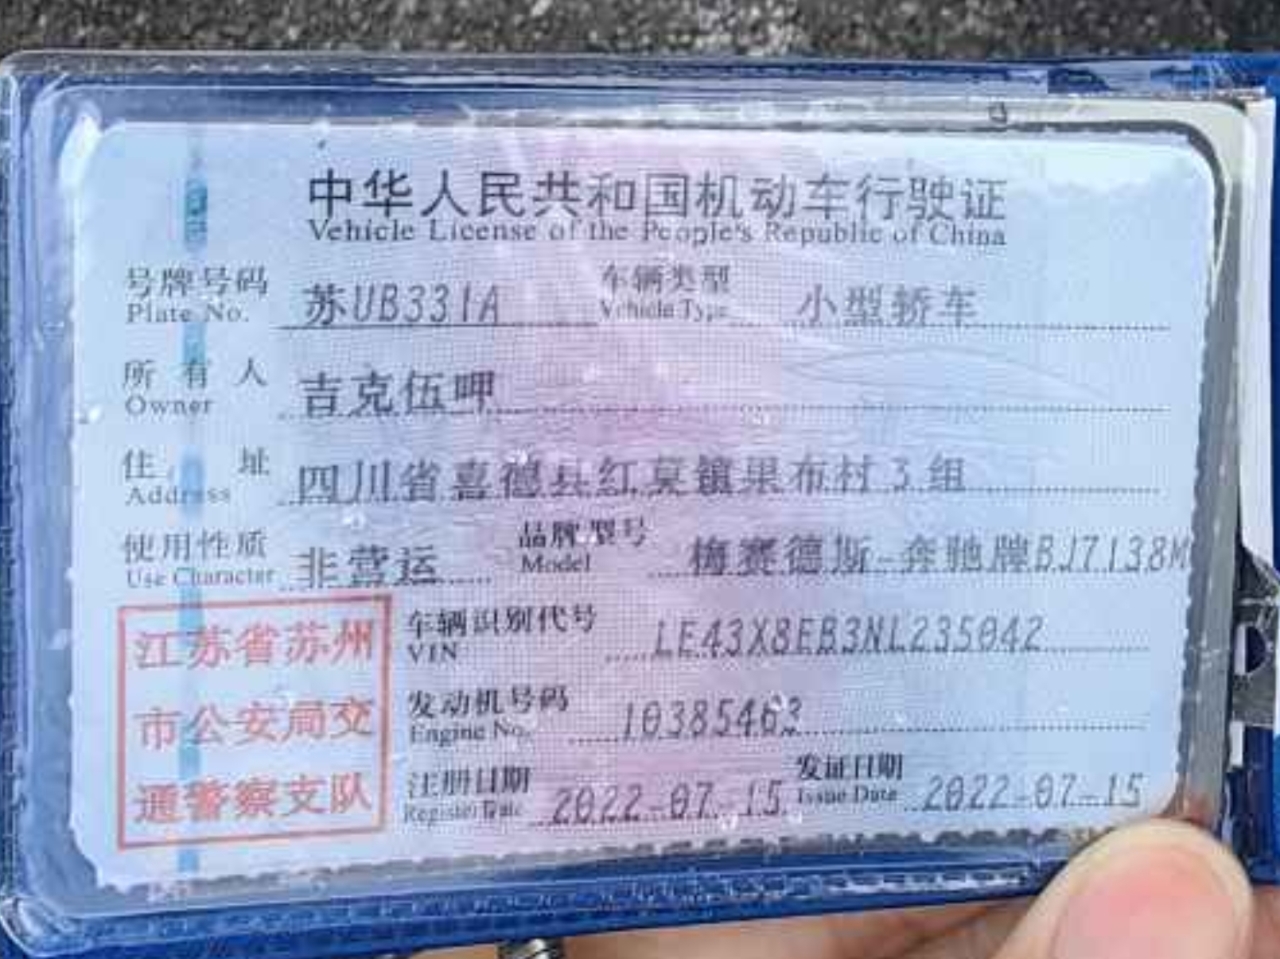 中华人民共和国机动车行驶证
Vehicle License of the People's Republic of China
号牌号码 苏UB331A 车辆类型 小型轿车
Plate No. Vehicle Type
所有人 吉克伍呷
Owner
住址 四川省喜德县红莫镇果布村3组
Address
使用性质 非营运 品牌型号 梅赛德斯-奔驰牌BJ7138M
Use Character Model
江苏省苏州
市公安局交
通警察支队
车辆识别代号 LE43X8EB3NL235042
VIN
发动机号码 10385463
Engine No.
注册日期 2022-07-15 发证日期 2022-07-15
Register Date Issue Date